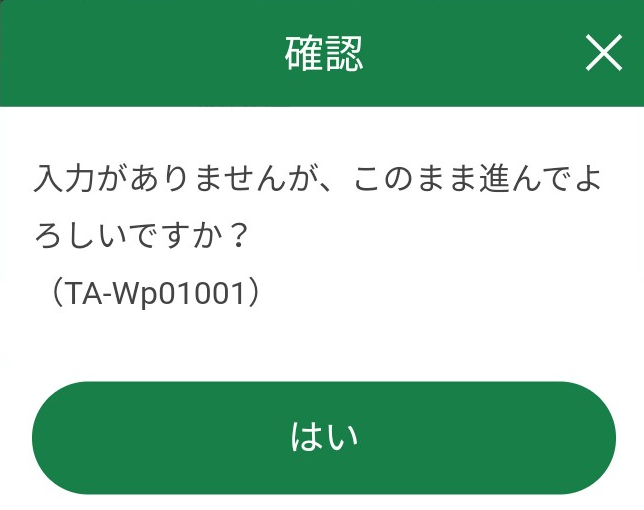 確認
入力がありませんが、このまま進んでよ
ろしいですか？
（TA-Wp01001）
はい